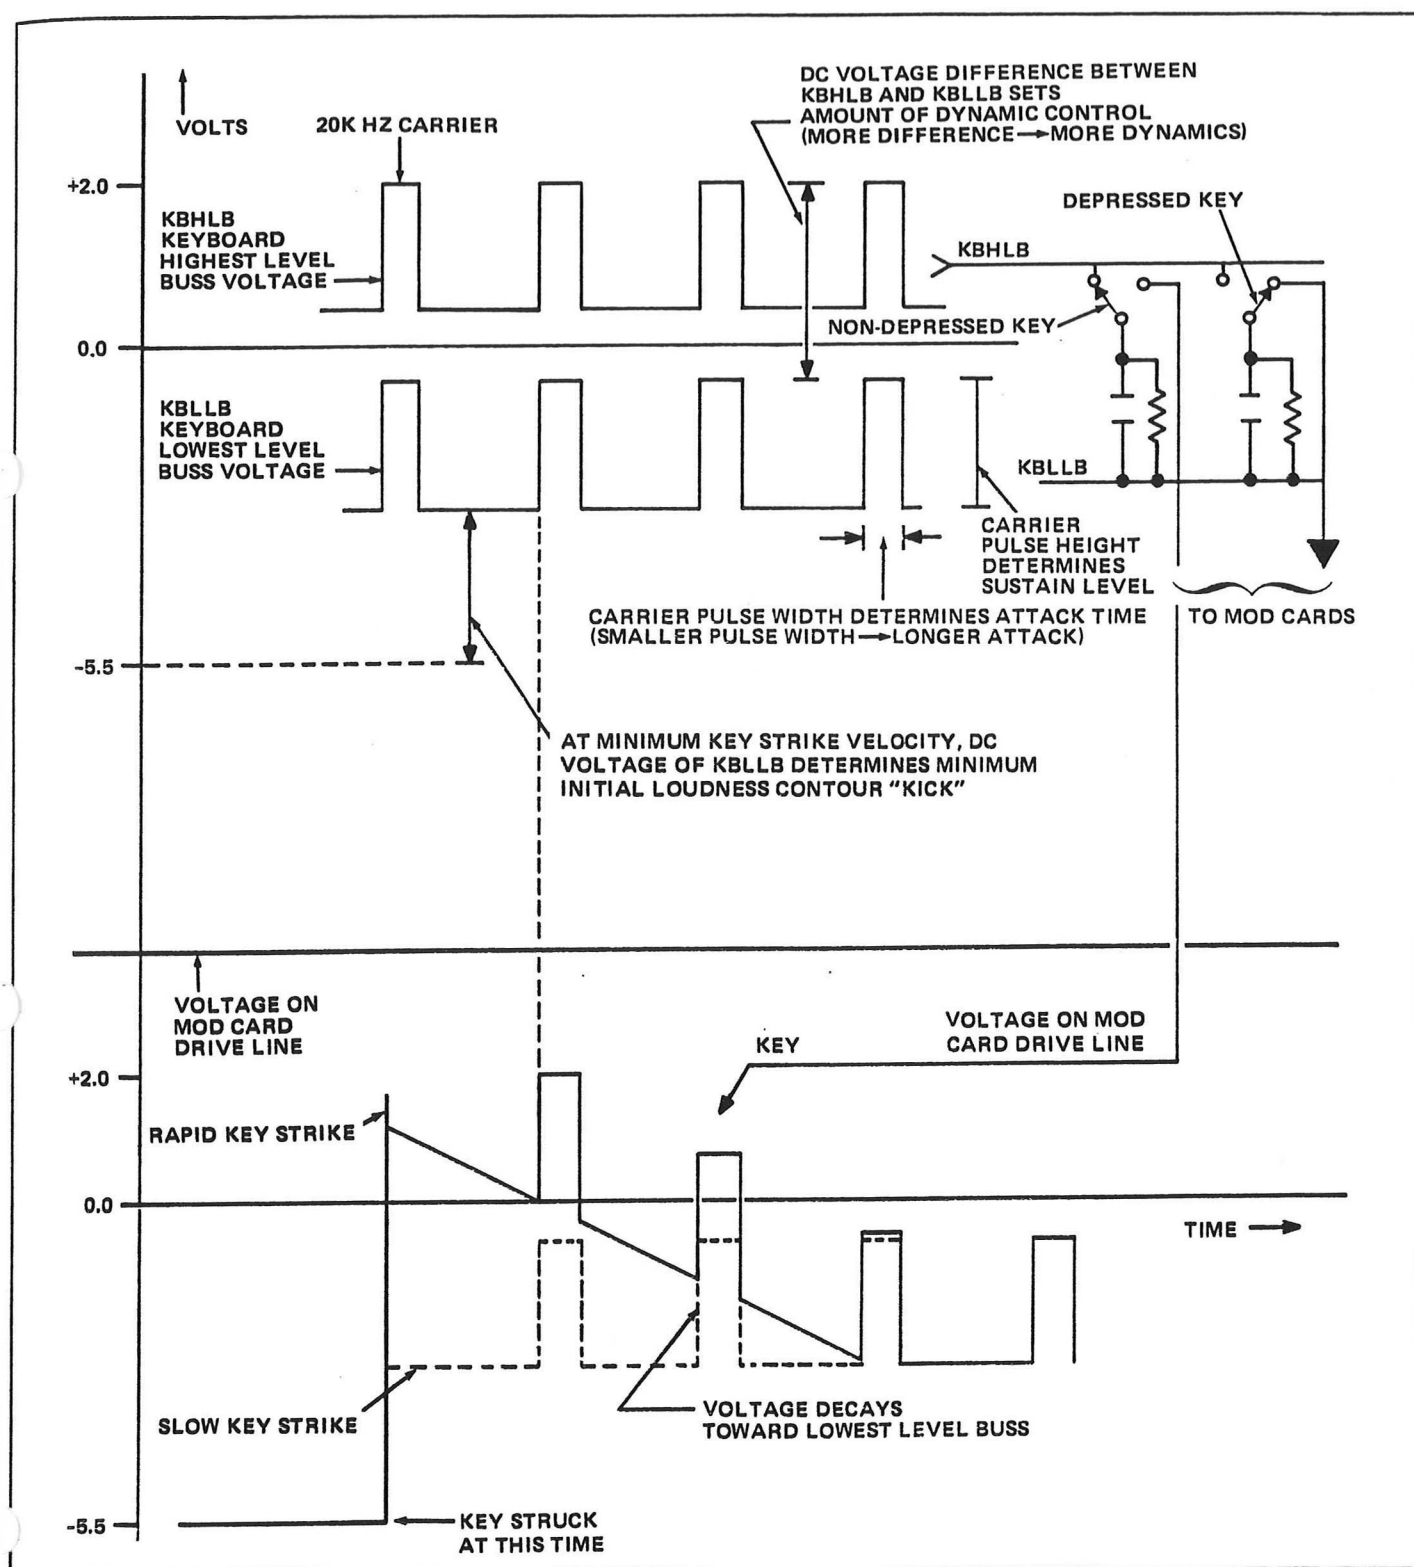 VOLTS
20K HZ CARRIER
DC VOLTAGE DIFFERENCE BETWEEN
KBHLB AND KBLLB SETS
AMOUNT OF DYNAMIC CONTROL
(MORE DIFFERENCE → MORE DYNAMICS)
+2.0
KBHLB
KEYBOARD
HIGHEST LEVEL
BUSS VOLTAGE
DEPRESSED KEY
KBHLB
NON-DEPRESSED KEY
0.0
KBLLB
KEYBOARD
LOWEST LEVEL
BUSS VOLTAGE
KBLLB
CARRIER
PULSE HEIGHT
DETERMINES
SUSTAIN LEVEL
CARRIER PULSE WIDTH DETERMINES ATTACK TIME
(SMALLER PULSE WIDTH → LONGER ATTACK)
TO MOD CARDS
-5.5
AT MINIMUM KEY STRIKE VELOCITY, DC
VOLTAGE OF KBLLB DETERMINES MINIMUM
INITIAL LOUDNESS CONTOUR "KICK"
VOLTAGE ON
MOD CARD
DRIVE LINE
KEY
VOLTAGE ON MOD
CARD DRIVE LINE
+2.0
RAPID KEY STRIKE
0.0
TIME →
SLOW KEY STRIKE
VOLTAGE DECAYS
TOWARD LOWEST LEVEL BUSS
-5.5
KEY STRUCK
AT THIS TIME